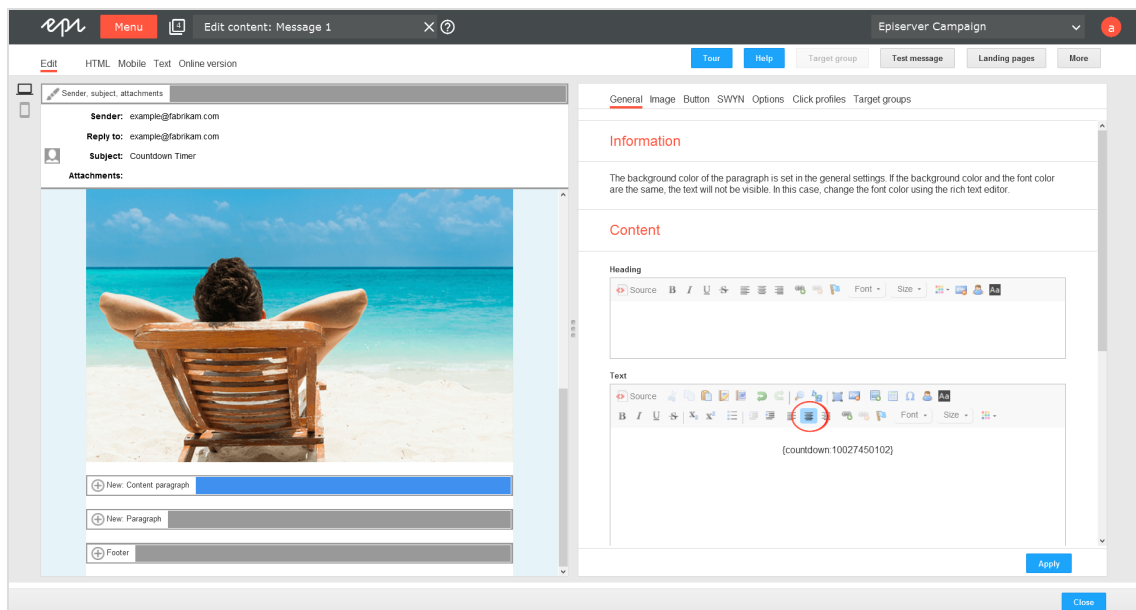 epi Menu 4 Edit content: Message 1 Episerver Campaign a
Edit HTML Mobile Text Online version Tour Help Target group Test message Landing pages More
Sender, subject, attachments
Sender: example@fabrikam.com
Reply to: example@fabrikam.com
Subject: Countdown Timer
Attachments:
New: Content paragraph
New: Paragraph
Footer
General Image Button SWYN Options Click profiles Target groups
Information
The background color of the paragraph is set in the general settings. If the background color and the font color
are the same, the text will not be visible. In this case, change the font color using the rich text editor.
Content
Heading
Source B I U S Font Size Aa
Text
Source Ω Aa
B I U S X₂ X² Font Size
{countdown:10027450102}
Apply
Close